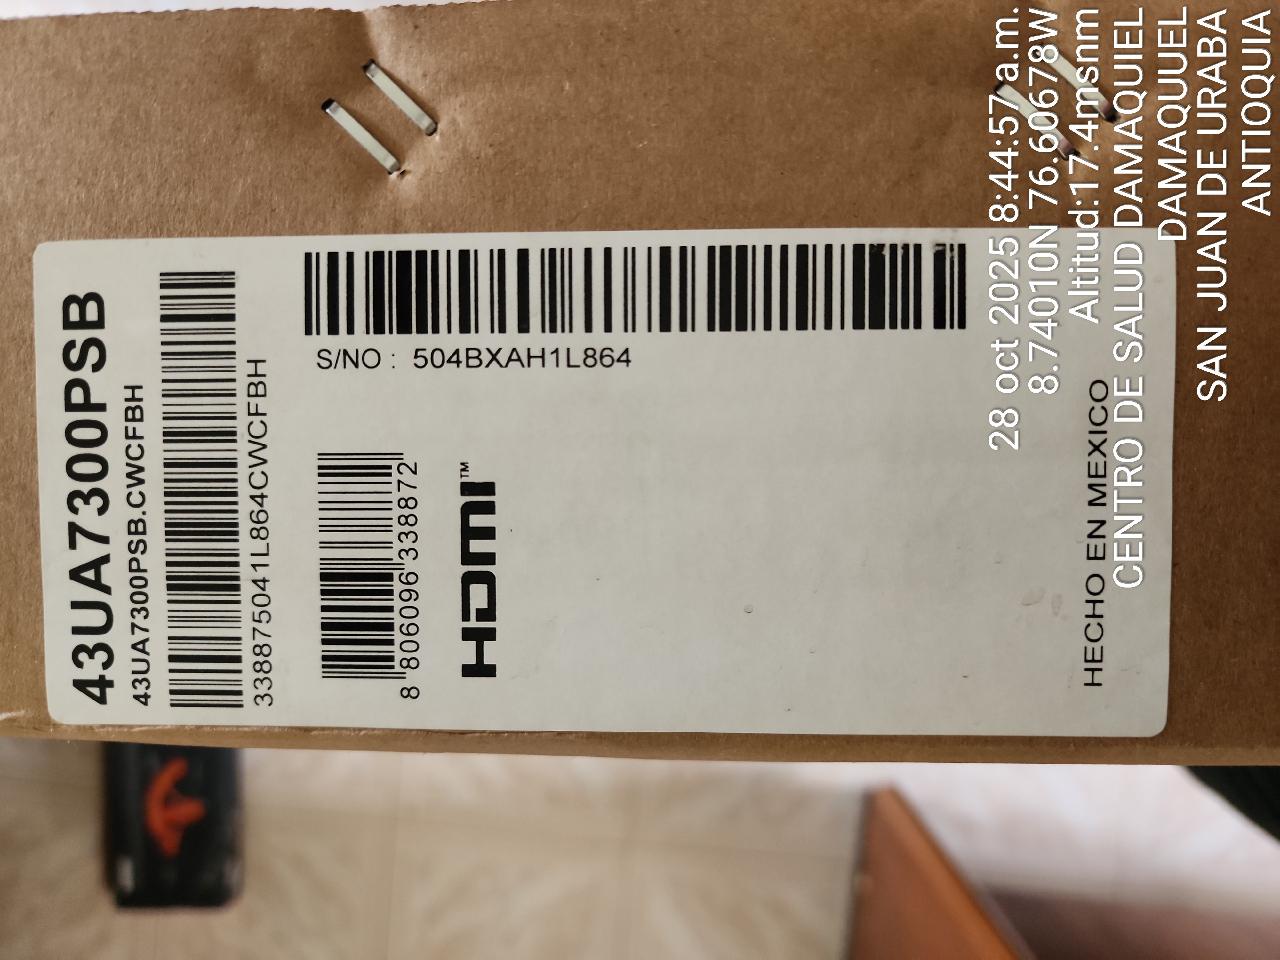 43UA7300PSB
43UA7300PSB.CWCFBH
338875041L864CWCFBH
S/NO : 504BXAH1L864
8 806096 338872
HDMI™
HECHO EN MEXICO
28 oct 2025 8:44:57 a.m.
8.74010N 76.60678W
Altitud:17.4msnm
CENTRO DE SALUD DAMAQUIEL
DAMAQUUEL
SAN JUAN DE URABA
ANTIOQUIA